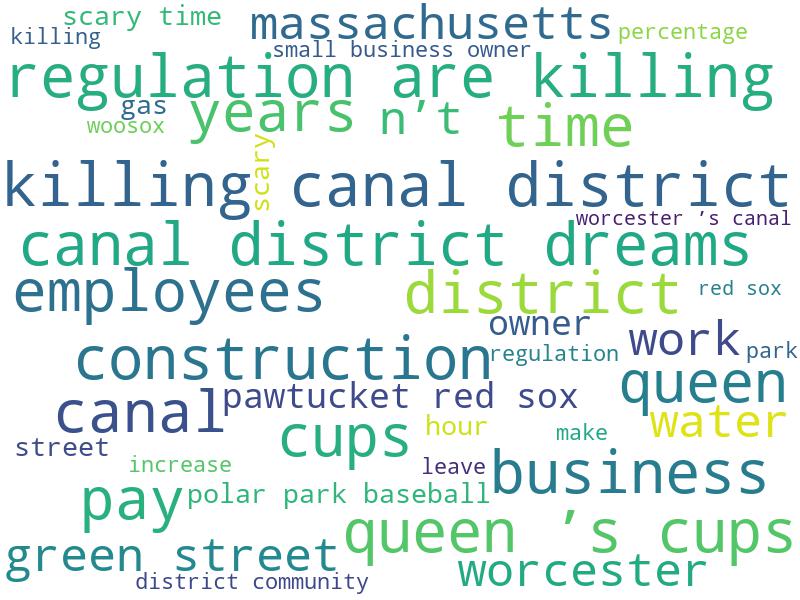 scary time
massachusetts
percentage
killing
small business owner
regulation are killing
gas
years
n’t
time
woosox
scary
killing canal district
worcester ’s canal
canal district dreams
employees
district
red sox
owner
work
construction
regulation
park
queen
pawtucket red sox
canal
water
cups
hour
make
street
increase
leave
business
pay
polar park baseball
queen ’s cups
green street
worcester
district community